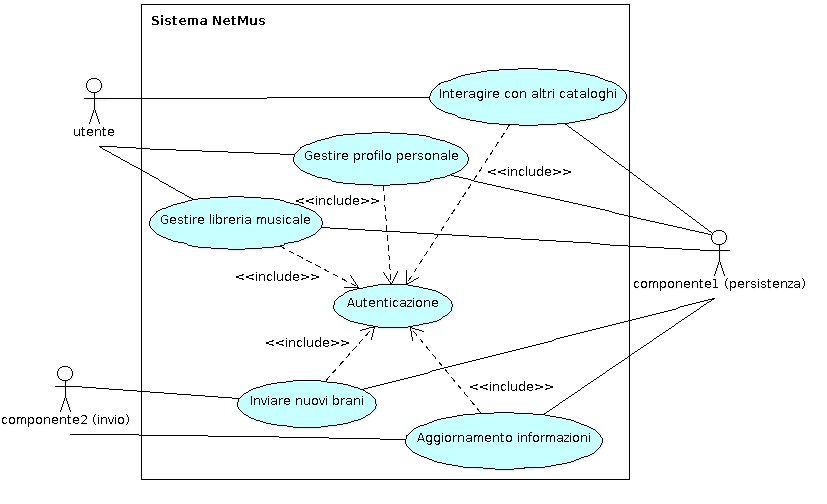 Sistema NetMus
Interagire con altri cataloghi
utente
Gestire profilo personale
<<include>>
<<include>>
Gestire libreria musicale
<<include>>
componente1 (persistenza)
Autenticazione
<<include>>
<<include>>
Inviare nuovi brani
componente2 (invio)
Aggiornamento informazioni